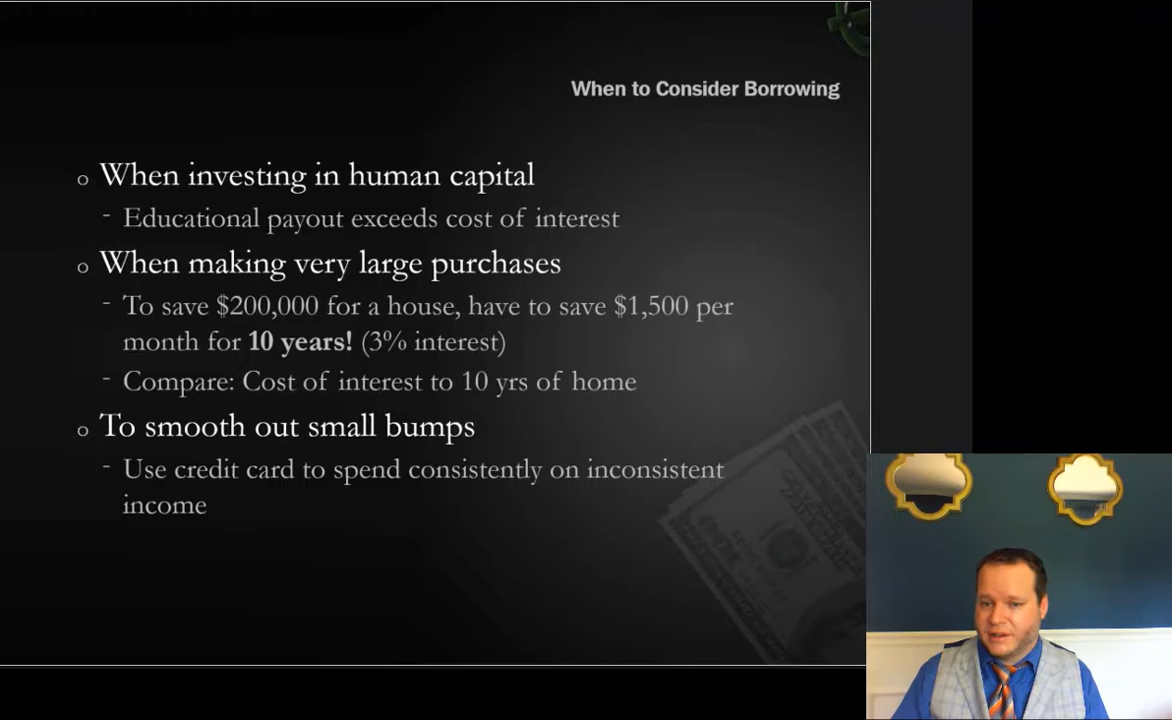 When to Consider Borrowing
o When investing in human capital
- Educational payout exceeds cost of interest
o When making very large purchases
- To save $200,000 for a house, have to save $1,500 per
month for 10 years! (3% interest)
- Compare: Cost of interest to 10 yrs of home
o To smooth out small bumps
- Use credit card to spend consistently on inconsistent
income